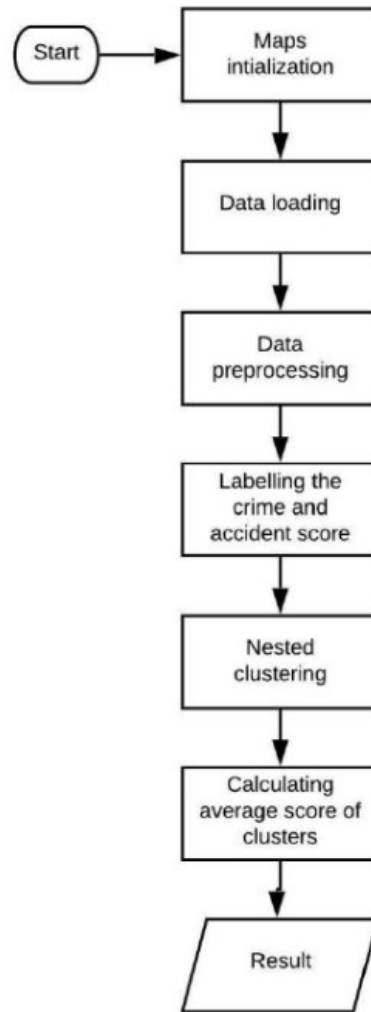 Start
Maps
intialization
Data loading
Data
preprocessing
Labelling the
crime and
accident score
Nested
clustering
Calculating
average score of
clusters
Result